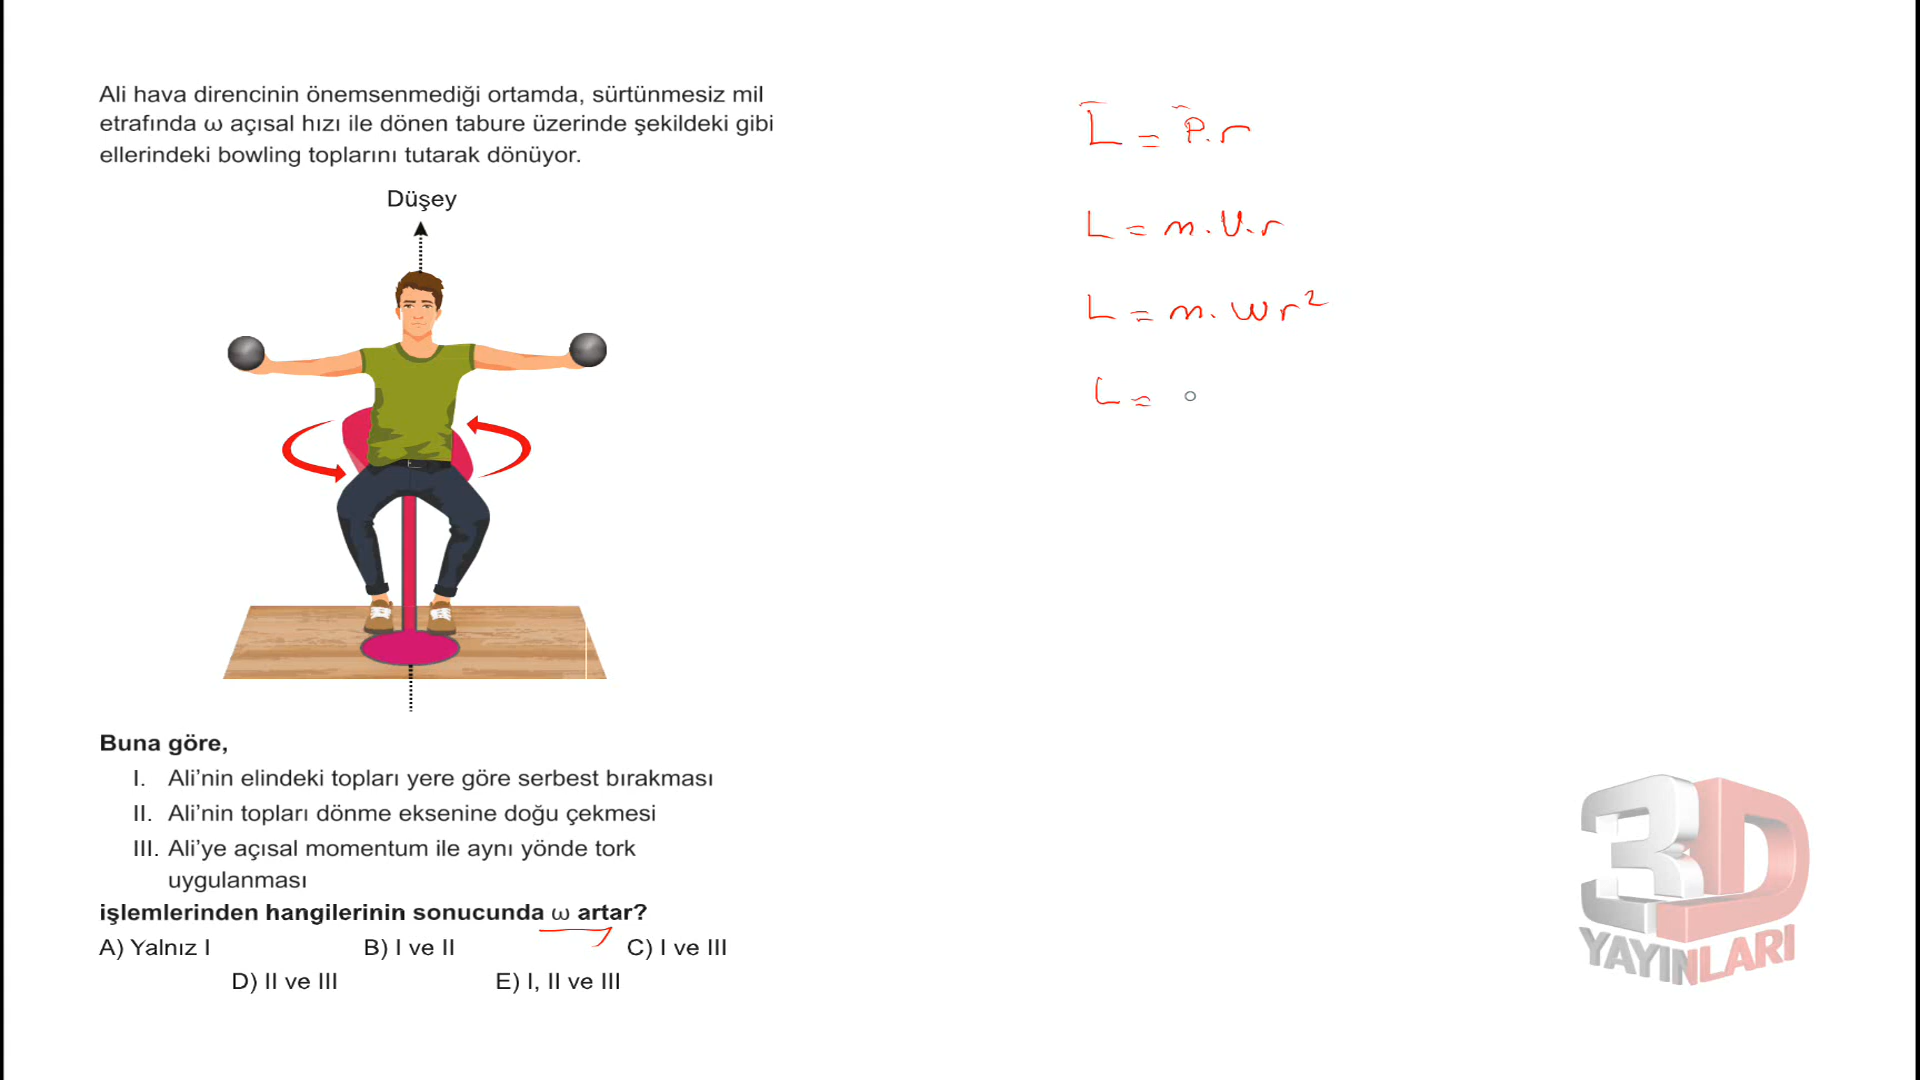 Ali hava direncinin önemsenmediği ortamda, sürtünmesiz mil
etrafında ω açısal hızı ile dönen tabure üzerinde şekildeki gibi
ellerindeki bowling toplarını tutarak dönüyor.
Düşey
Buna göre,
I. Ali’nin elindeki topları yere göre serbest bırakması
II. Ali’nin topları dönme eksenine doğu çekmesi
III. Ali’ye açısal momentum ile aynı yönde tork
uygulanması
işlemlerinden hangilerinin sonucunda ω artar?
A) Yalnız I B) I ve II C) I ve III
D) II ve III E) I, II ve III
L = P.r
L = m.V.r
L = m.wr²
L =
3D
YAYINLARI